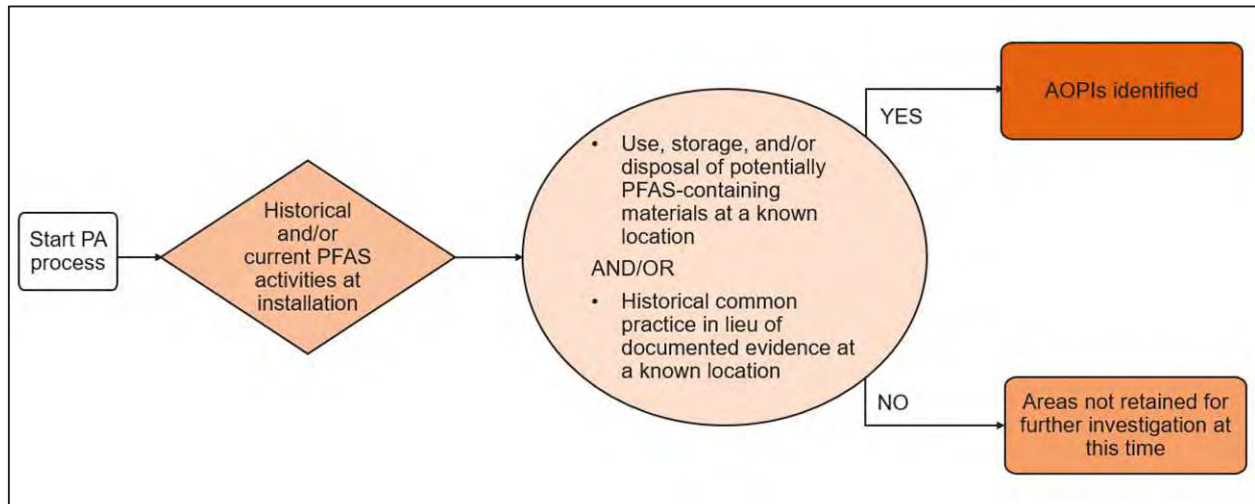 Start PA
process
Historical
and/or
current PFAS
activities at
installation
• Use, storage, and/or
disposal of potentially
PFAS-containing
materials at a known
location
AND/OR
• Historical common
practice in lieu of
documented evidence at
a known location
YES
AOPIs identified
NO
Areas not retained for
further investigation at
this time